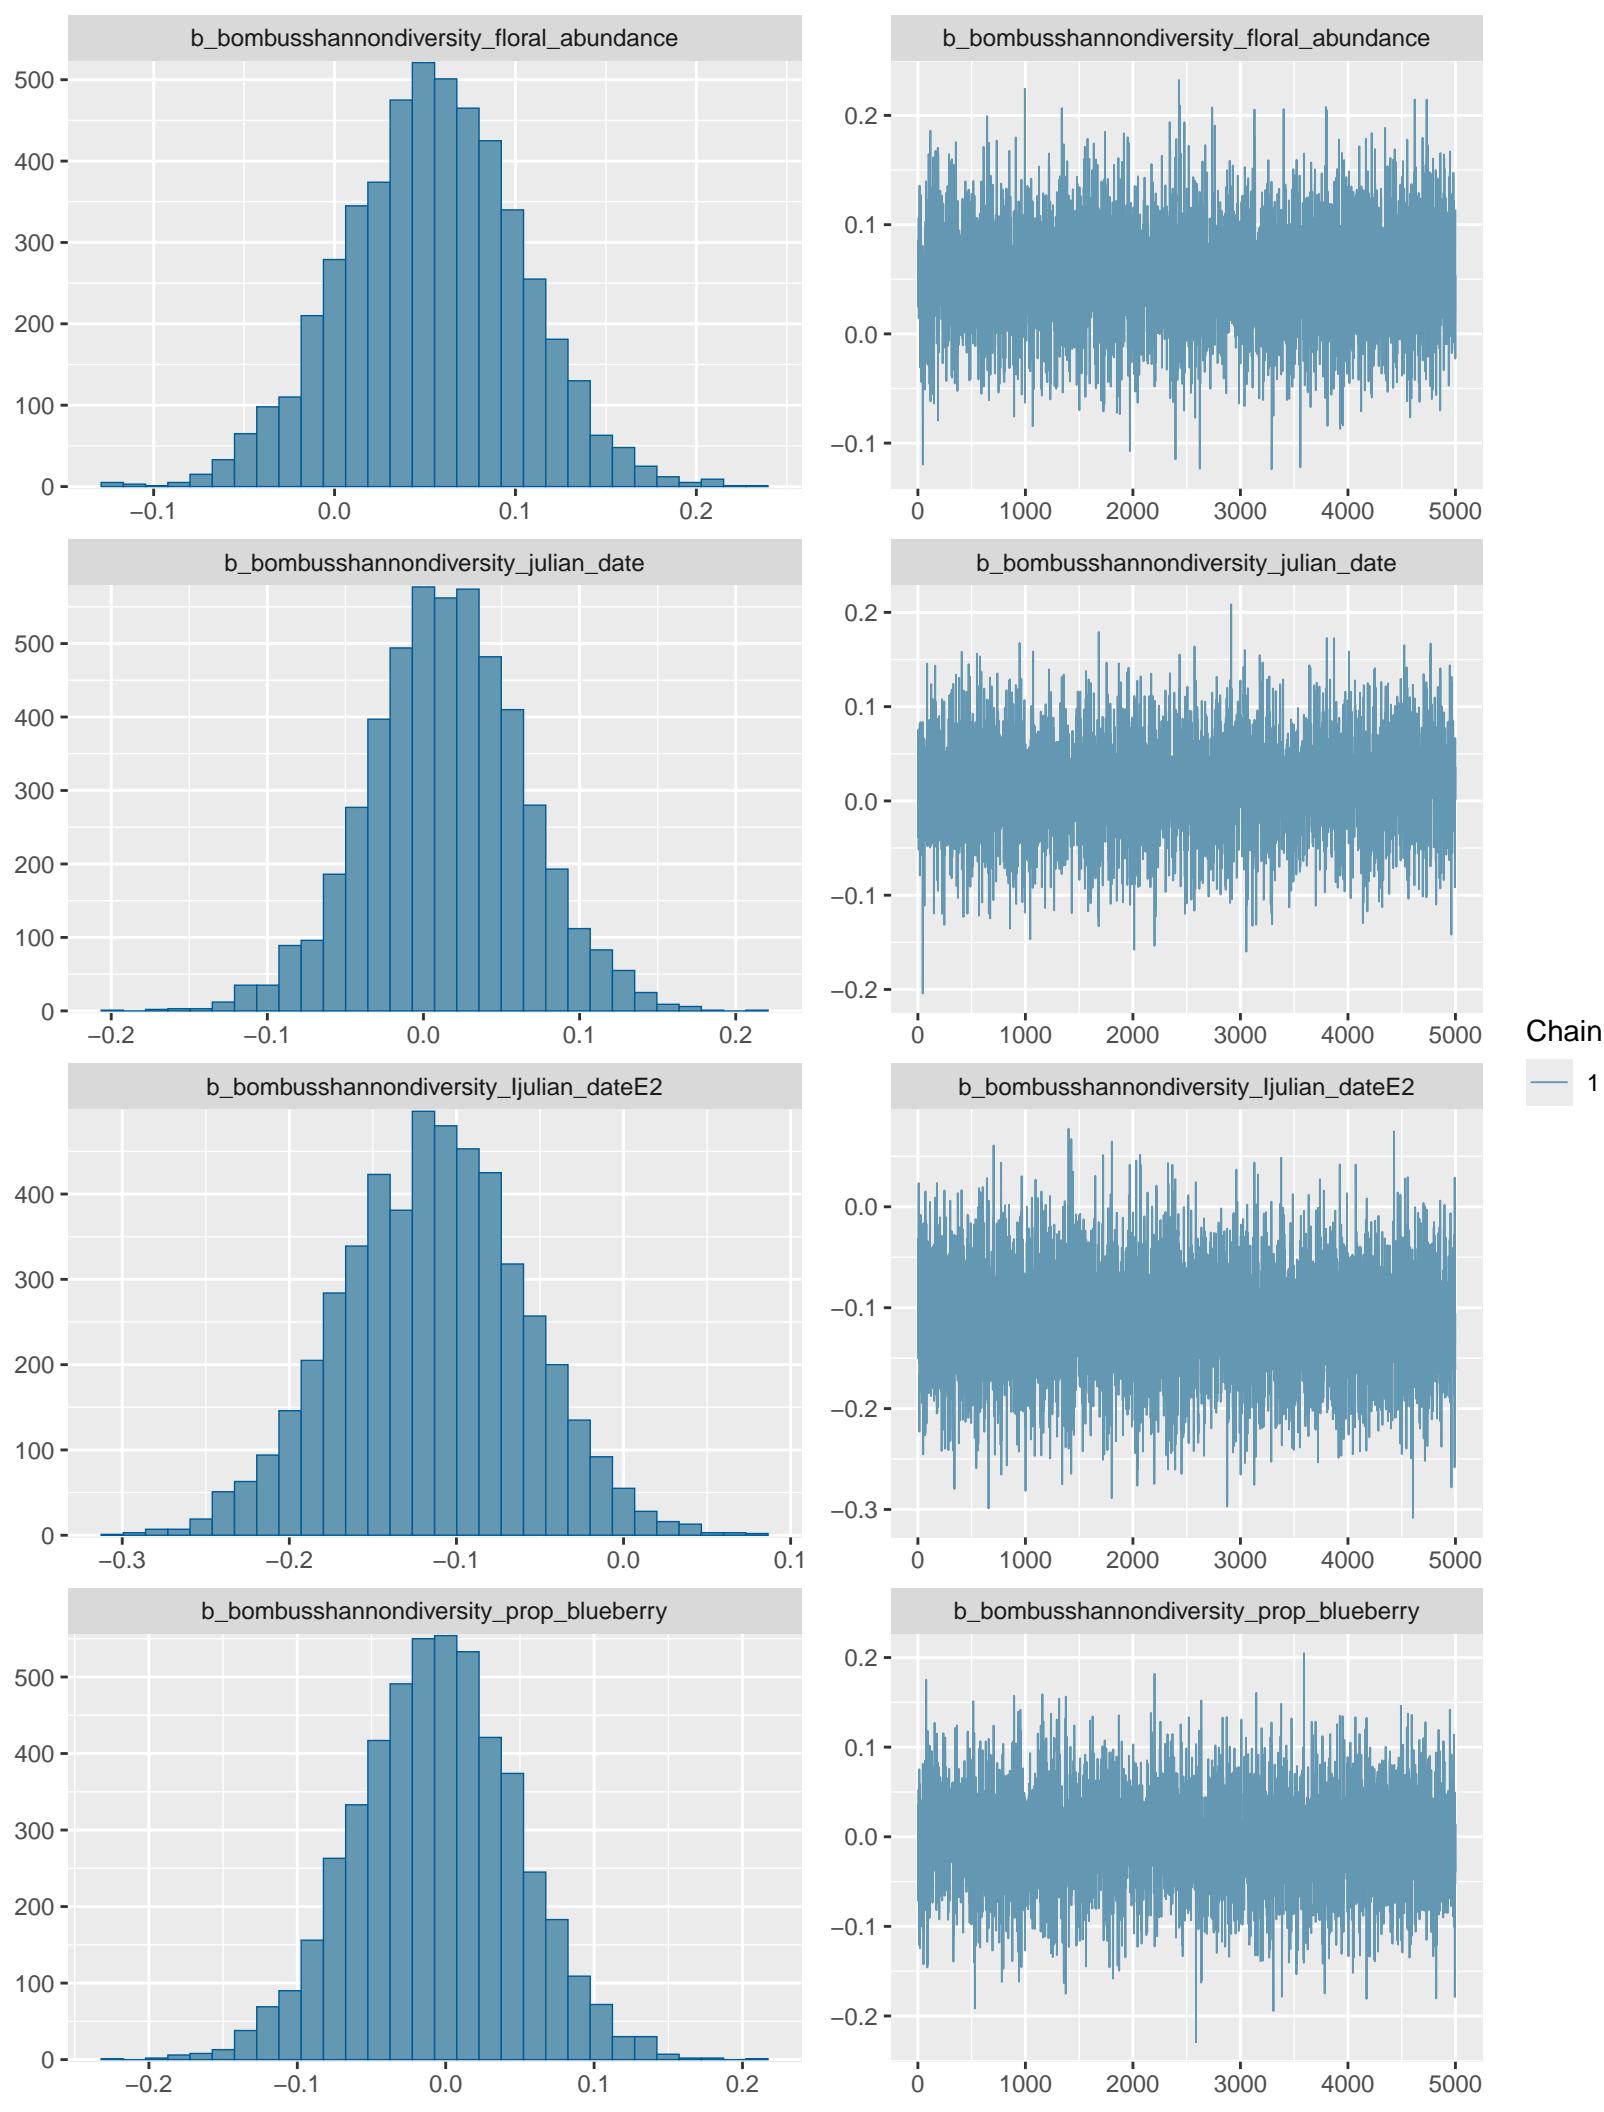 b_bombusshannondiversity_floral_abundance
500
400
300
200
100
0
−0.1 0.0 0.1 0.2
b_bombusshannondiversity_floral_abundance
0.2
0.1
0.0
−0.1
0 1000 2000 3000 4000 5000
b_bombusshannondiversity_julian_date
500
400
300
200
100
0
−0.2 −0.1 0.0 0.1 0.2
b_bombusshannondiversity_julian_date
0.2
0.1
0.0
−0.1
−0.2
0 1000 2000 3000 4000 5000
b_bombusshannondiversity_Ijulian_dateE2
400
300
200
100
0
−0.3 −0.2 −0.1 0.0 0.1
b_bombusshannondiversity_Ijulian_dateE2
0.0
−0.1
−0.2
−0.3
0 1000 2000 3000 4000 5000
b_bombusshannondiversity_prop_blueberry
500
400
300
200
100
0
−0.2 −0.1 0.0 0.1 0.2
b_bombusshannondiversity_prop_blueberry
0.2
0.1
0.0
−0.1
−0.2
0 1000 2000 3000 4000 5000
Chain
1